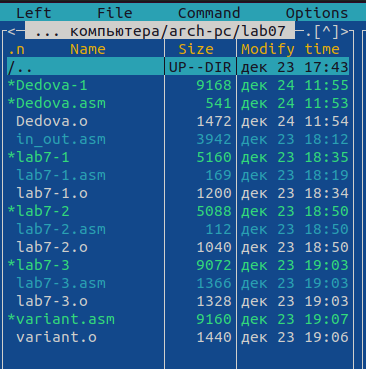 Left File Command Options
<- ... компьютера/arch-pc/lab07 -.[^]>
.n Name Size Modify time
/.. UP--DIR дек 23 17:43
*Dedova-1 9168 дек 24 11:55
*Dedova.asm 541 дек 24 11:53
Dedova.o 1472 дек 24 11:54
in_out.asm 3942 дек 23 18:12
*lab7-1 5160 дек 23 18:35
lab7-1.asm 169 дек 23 18:19
lab7-1.o 1200 дек 23 18:34
*lab7-2 5088 дек 23 18:50
lab7-2.asm 112 дек 23 18:50
lab7-2.o 1040 дек 23 18:50
*lab7-3 9072 дек 23 19:03
lab7-3.asm 1366 дек 23 19:03
lab7-3.o 1328 дек 23 19:03
*variant.asm 9160 дек 23 19:07
variant.o 1440 дек 23 19:06